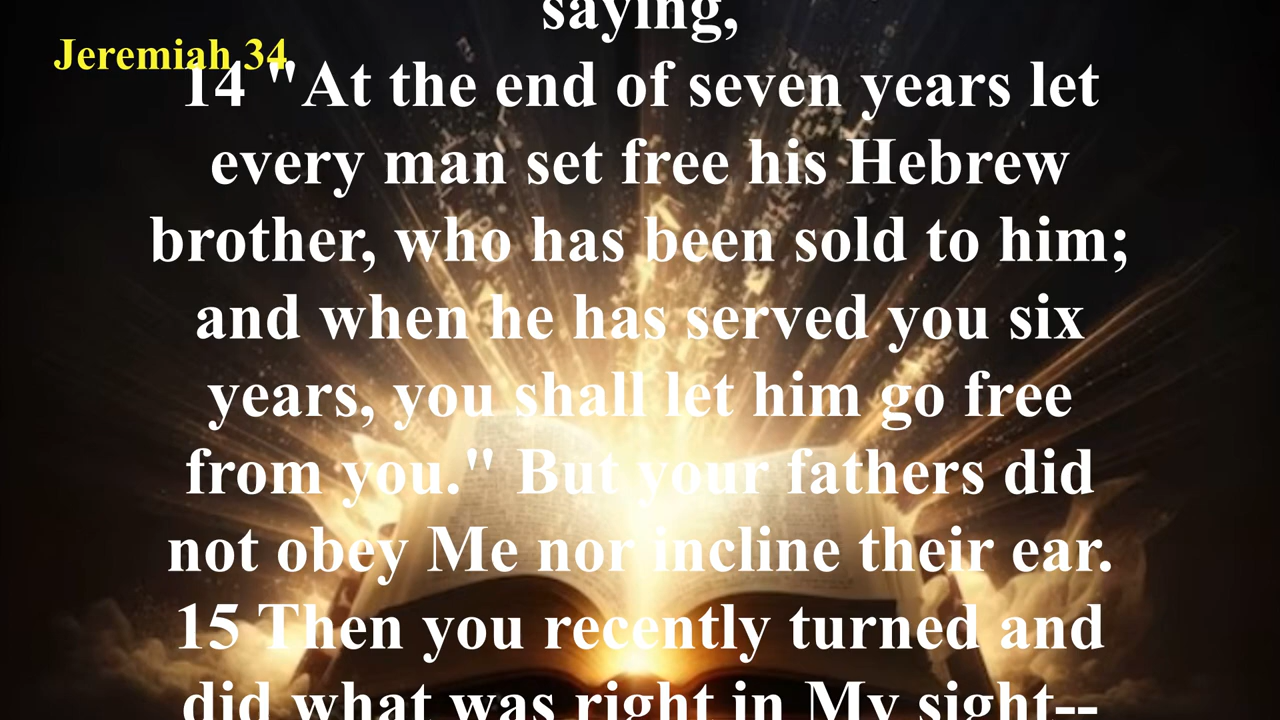 saying,
Jeremiah 34
14 "At the end of seven years let
every man set free his Hebrew
brother, who has been sold to him;
and when he has served you six
years, you shall let him go free
from you." But your fathers did
not obey Me nor incline their ear.
15 Then you recently turned and
did what was right in My sight--